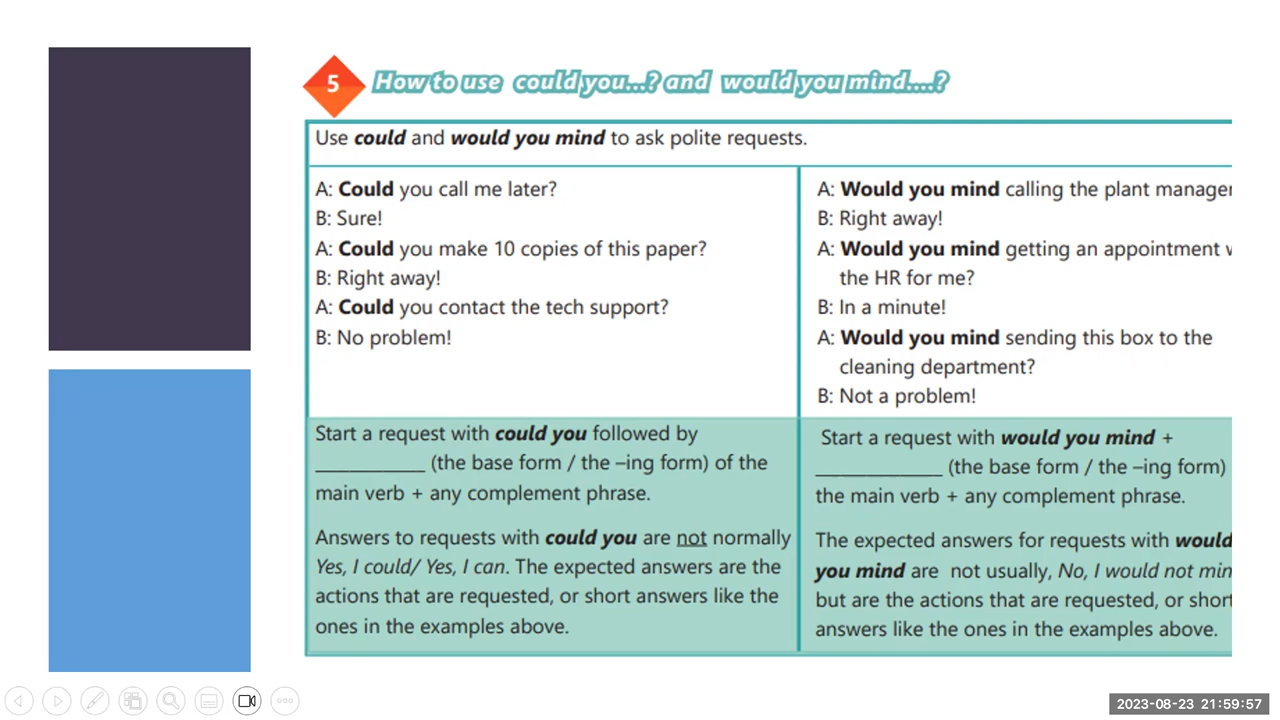 5
How to use could you...? and would you mind....?
Use could and would you mind to ask polite requests.
A: Could you call me later?
B: Sure!
A: Could you make 10 copies of this paper?
B: Right away!
A: Could you contact the tech support?
B: No problem!
Start a request with could you followed by
___________ (the base form / the –ing form) of the
main verb + any complement phrase.
Answers to requests with could you are not normally
Yes, I could/ Yes, I can. The expected answers are the
actions that are requested, or short answers like the
ones in the examples above.
A: Would you mind calling the plant manager
B: Right away!
A: Would you mind getting an appointment
the HR for me?
B: In a minute!
A: Would you mind sending this box to the
cleaning department?
B: Not a problem!
Start a request with would you mind +
_____________ (the base form / the –ing form)
the main verb + any complement phrase.
The expected answers for requests with would
you mind are not usually, No, I would not min
but are the actions that are requested, or short
answers like the ones in the examples above.
2023-08-23 21:59:57